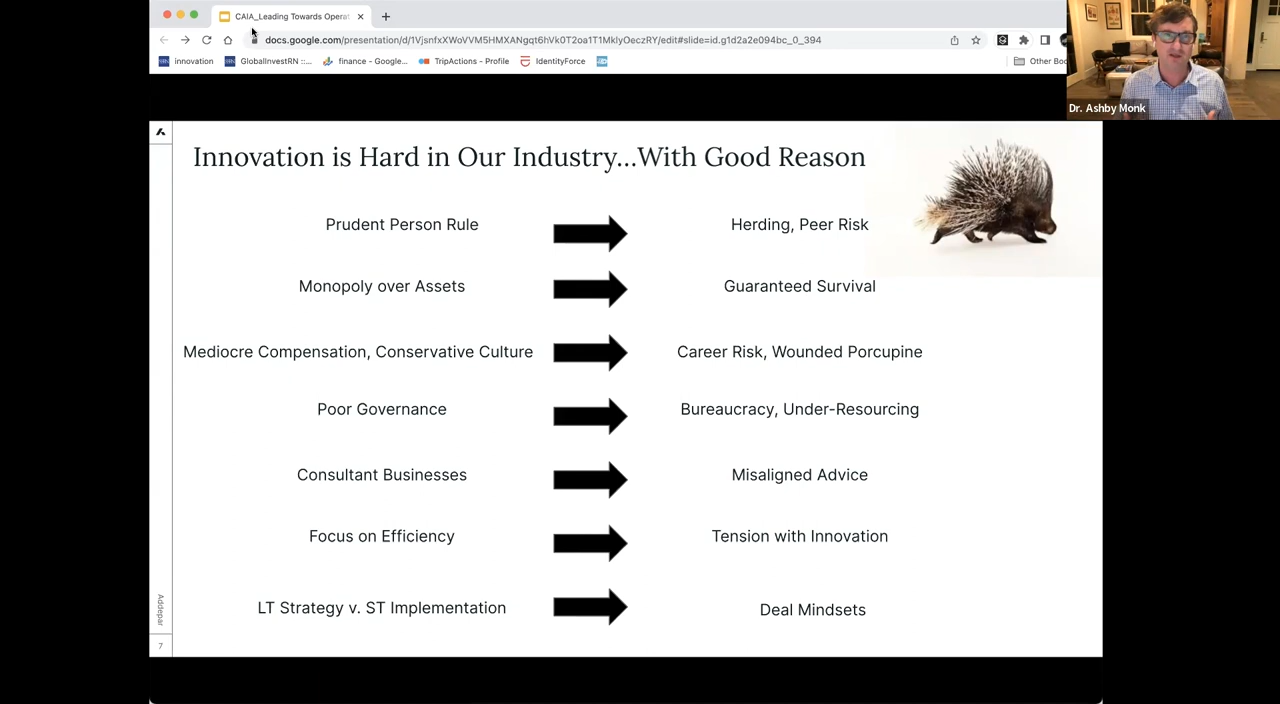 CAIA_Leading Towards Operat
docs.google.com/presentation/d/1VjsnfxXWoVVM5HMXANgqt6hVk0T2oa1T1MklyOeczRY/edit#slide=id.g1d2a2e094bc_0_394
innovation GlobalInvestRN ::... finance - Google... TripActions - Profile IdentityForce Other Boo
Dr. Ashby Monk
Innovation is Hard in Our Industry...With Good Reason
Prudent Person Rule Herding, Peer Risk
Monopoly over Assets Guaranteed Survival
Mediocre Compensation, Conservative Culture Career Risk, Wounded Porcupine
Poor Governance Bureaucracy, Under-Resourcing
Consultant Businesses Misaligned Advice
Focus on Efficiency Tension with Innovation
LT Strategy v. ST Implementation Deal Mindsets
Addepar
7